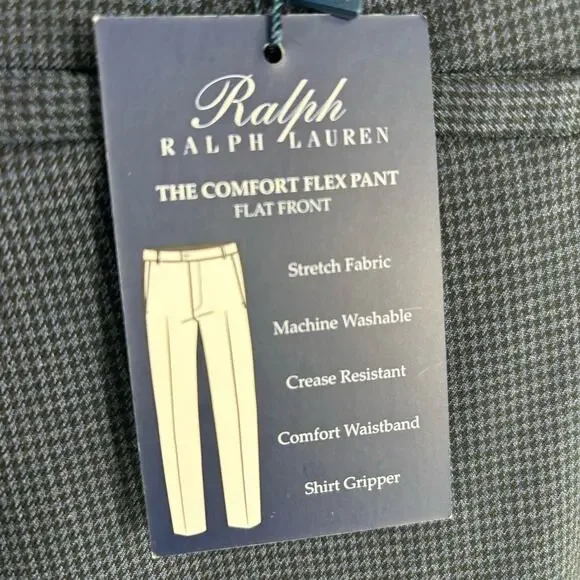 Ralph
RALPH LAUREN
THE COMFORT FLEX PANT
FLAT FRONT
Stretch Fabric
Machine Washable
Crease Resistant
Comfort Waistband
Shirt Gripper